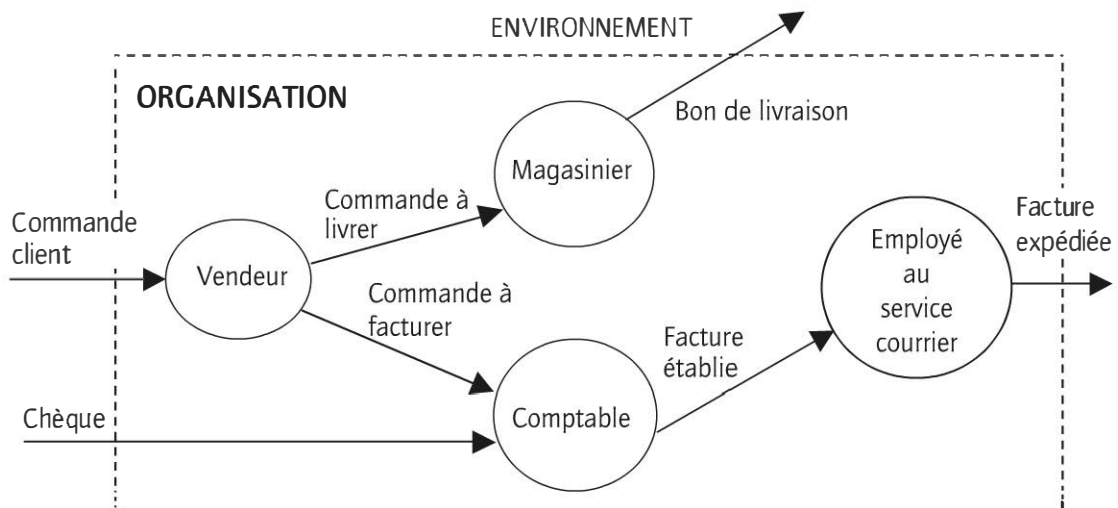 ENVIRONNEMENT
ORGANISATION
Bon de livraison
Magasinier
Commande à
livrer
Commande
client
Vendeur
Commande à
facturer
Employé
au
service
courrier
Facture
expédiée
Facture
établie
Chèque
Comptable